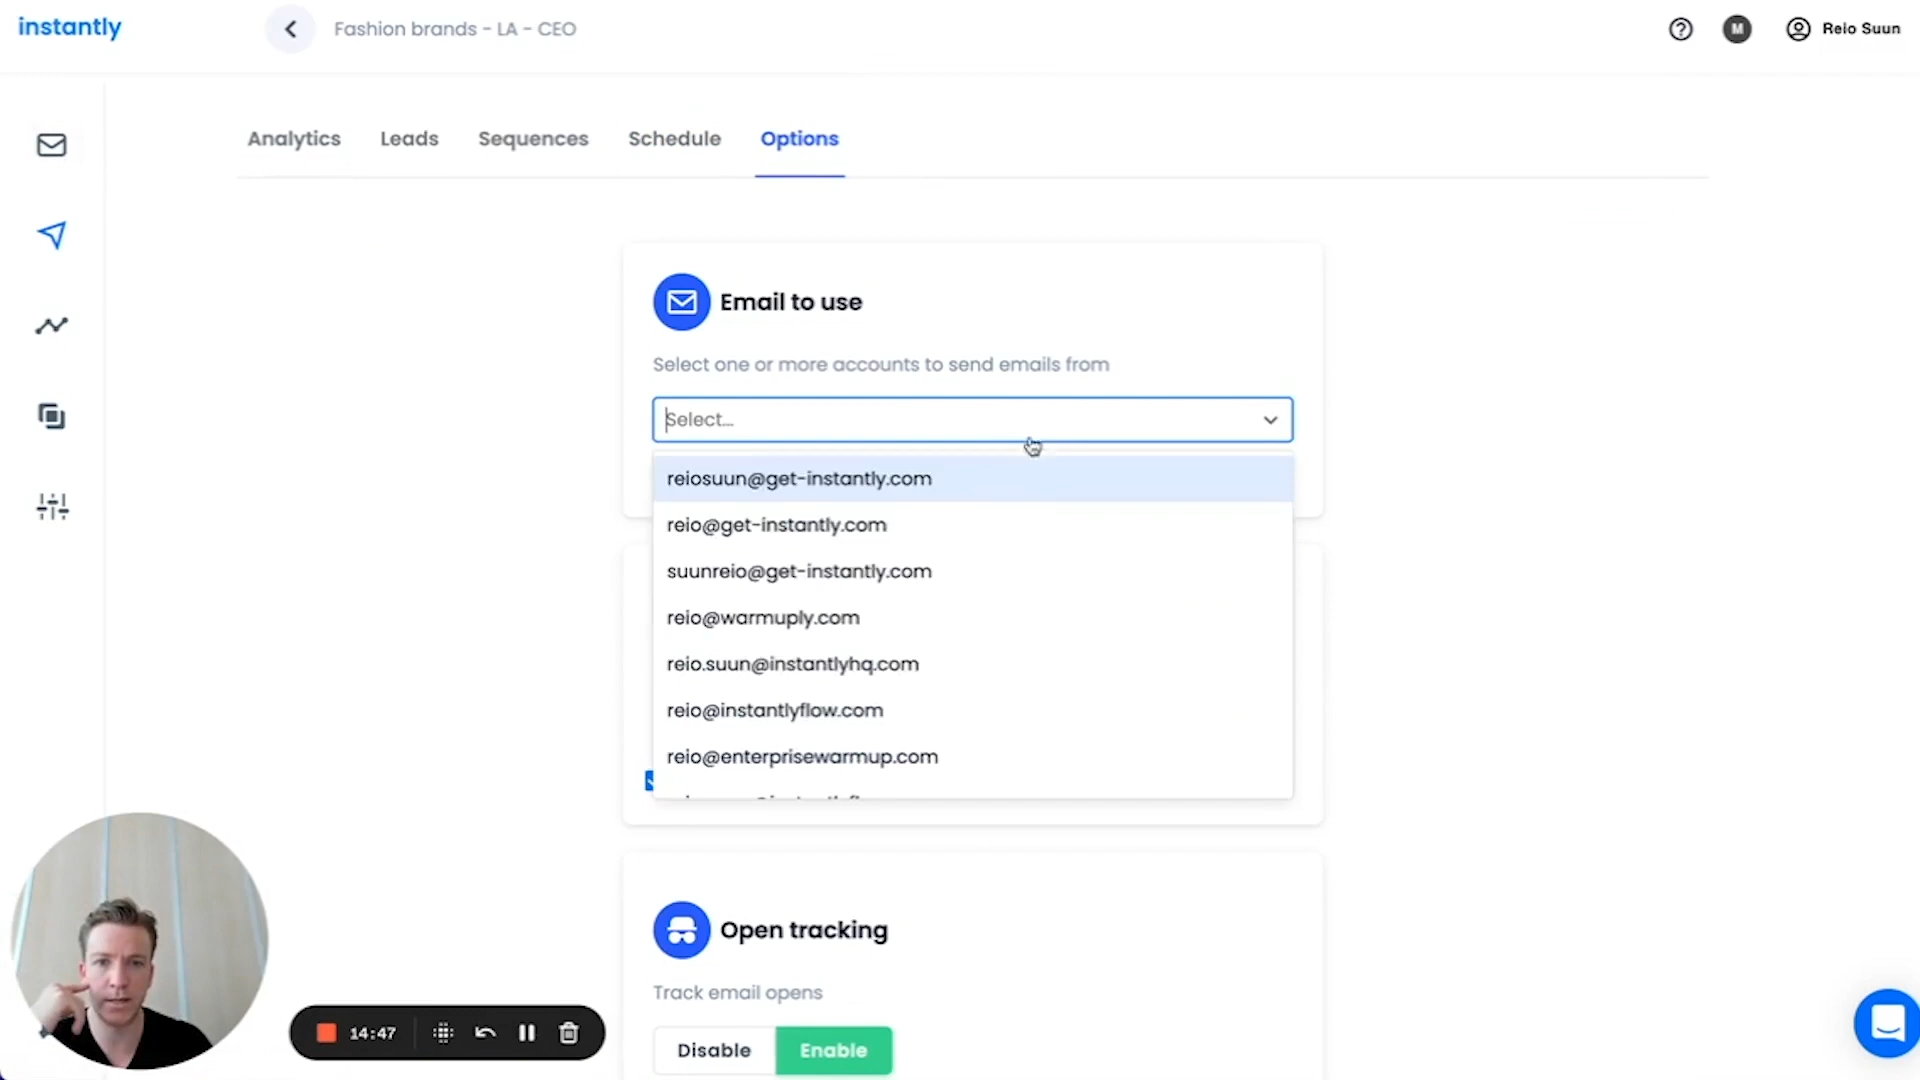 instantly
Fashion brands - LA - CEO
M
Reio Suun
Analytics
Leads
Sequences
Schedule
Options
Email to use
Select one or more accounts to send emails from
Select...
reiosuun@get-instantly.com
reio@get-instantly.com
suunreio@get-instantly.com
reio@warmuply.com
reio.suun@instantlyhq.com
reio@instantlyflow.com
reio@enterprisewarmup.com
Open tracking
Track email opens
Disable
Enable
14:47